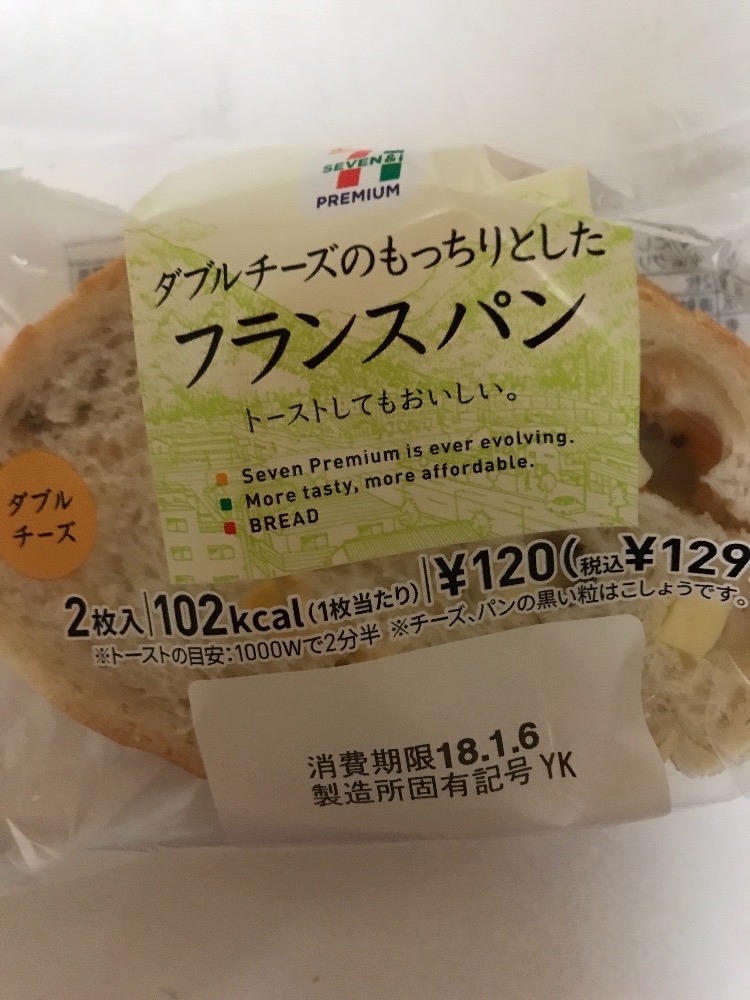 SEVEN&i
PREMIUM
ダブルチーズのもっちりとした
フランスパン
トーストしてもおいしい。
Seven Premium is ever evolving.
More tasty, more affordable.
BREAD
ダブル
チーズ
2枚入 102kcal(1枚当たり) ¥120(税込¥129
※トーストの目安:1000Wで2分半 ※チーズ、パンの黒い粒はこしょうです。
消費期限18.1.6
製造所固有記号 YK